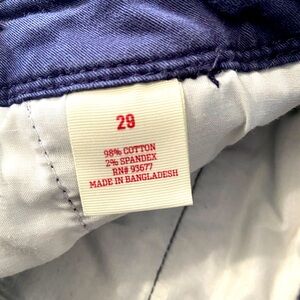 29
98% COTTON
2% SPANDEX
RN# 93677
MADE IN BANGLADESH